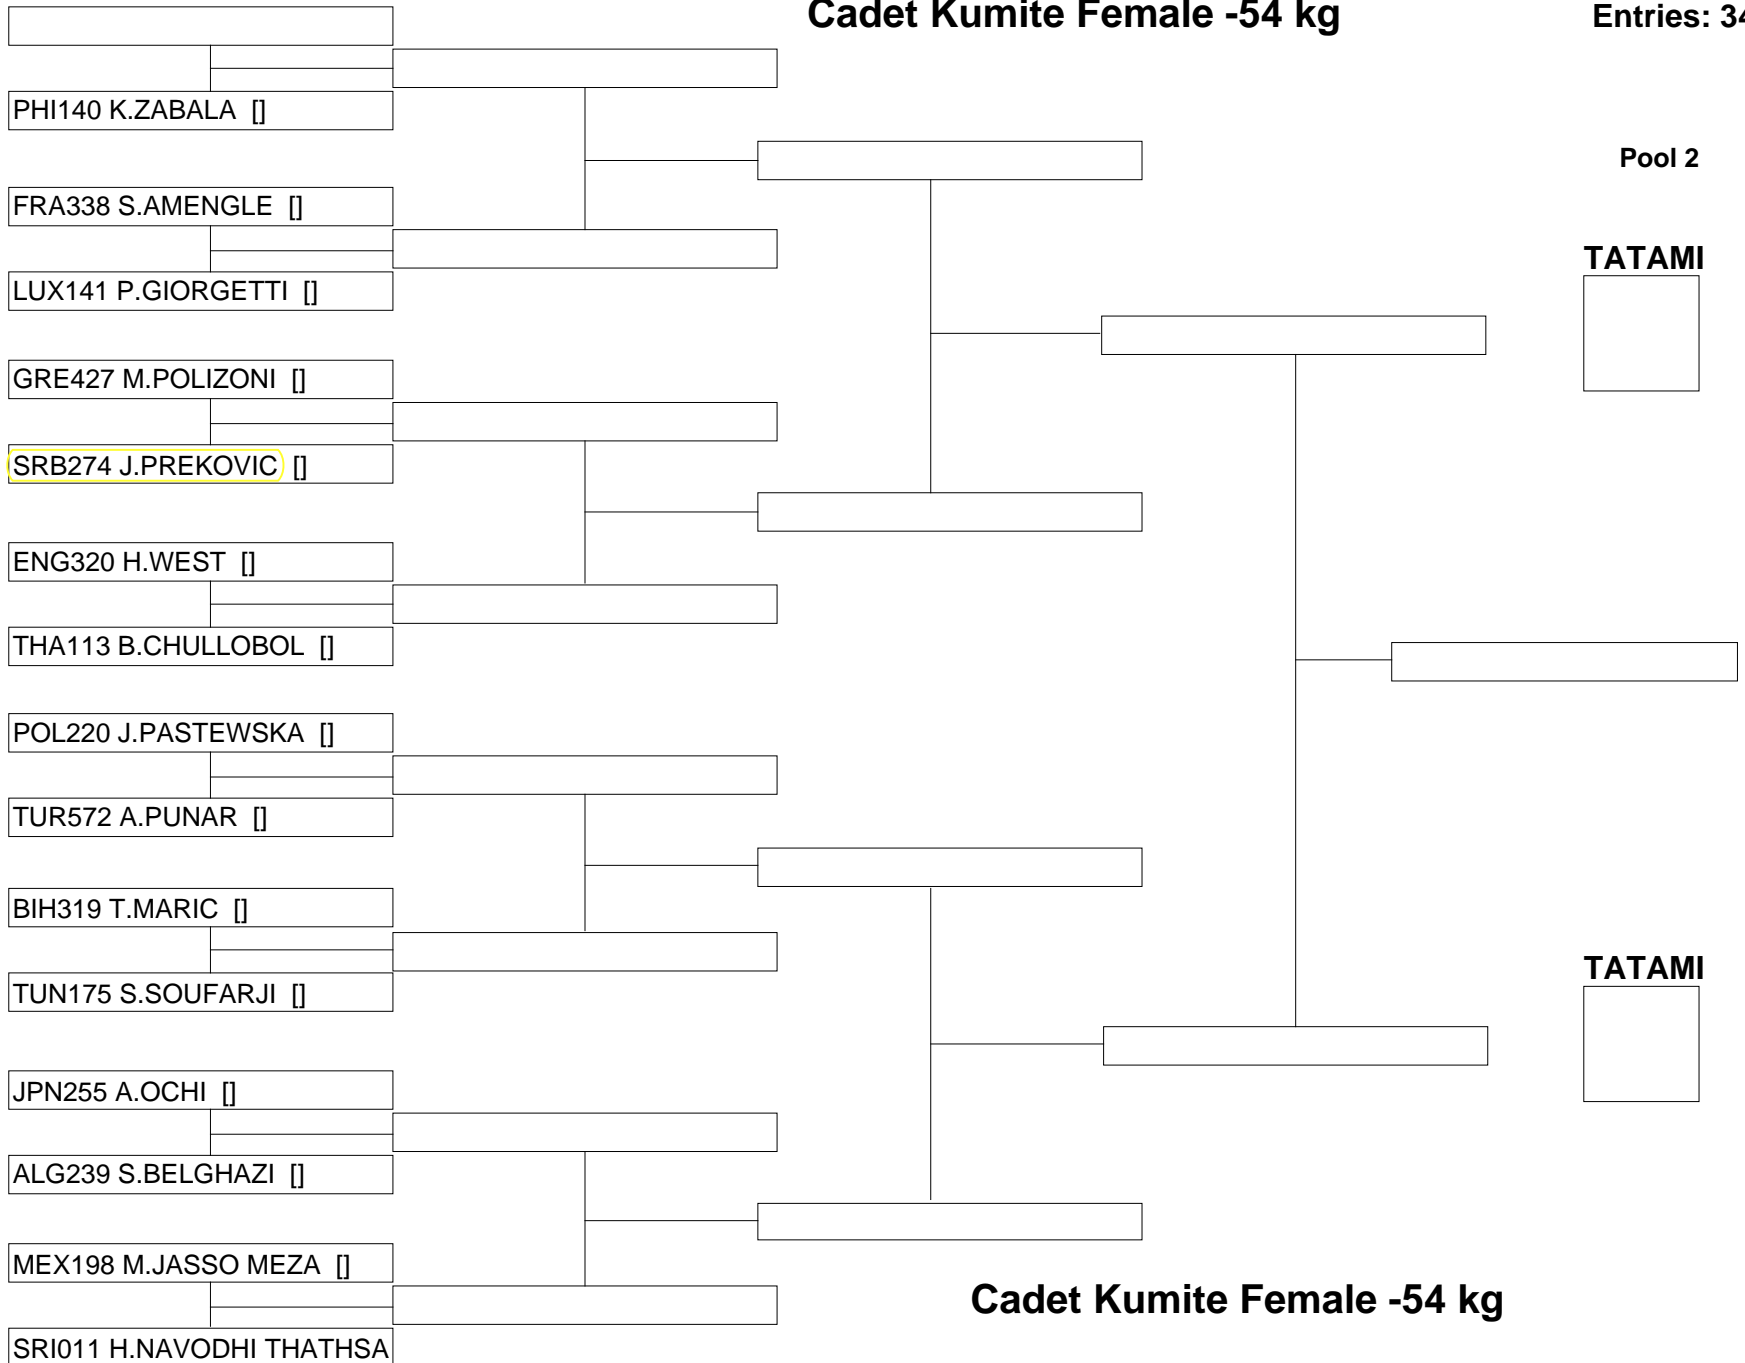 Cadet Kumite Female -54 kg
Entries: 34
PHI140 K.ZABALA []
Pool 2
FRA338 S.AMENGLE []
TATAMI
LUX141 P.GIORGETTI []
GRE427 M.POLIZONI []
SRB274 J.PREKOVIC []
ENG320 H.WEST []
THA113 B.CHULLOBOL []
POL220 J.PASTEWSKA []
TUR572 A.PUNAR []
BIH319 T.MARIC []
TATAMI
TUN175 S.SOUFARJI []
JPN255 A.OCHI []
ALG239 S.BELGHAZI []
MEX198 M.JASSO MEZA []
Cadet Kumite Female -54 kg
SRI011 H.NAVODHI THATHSA